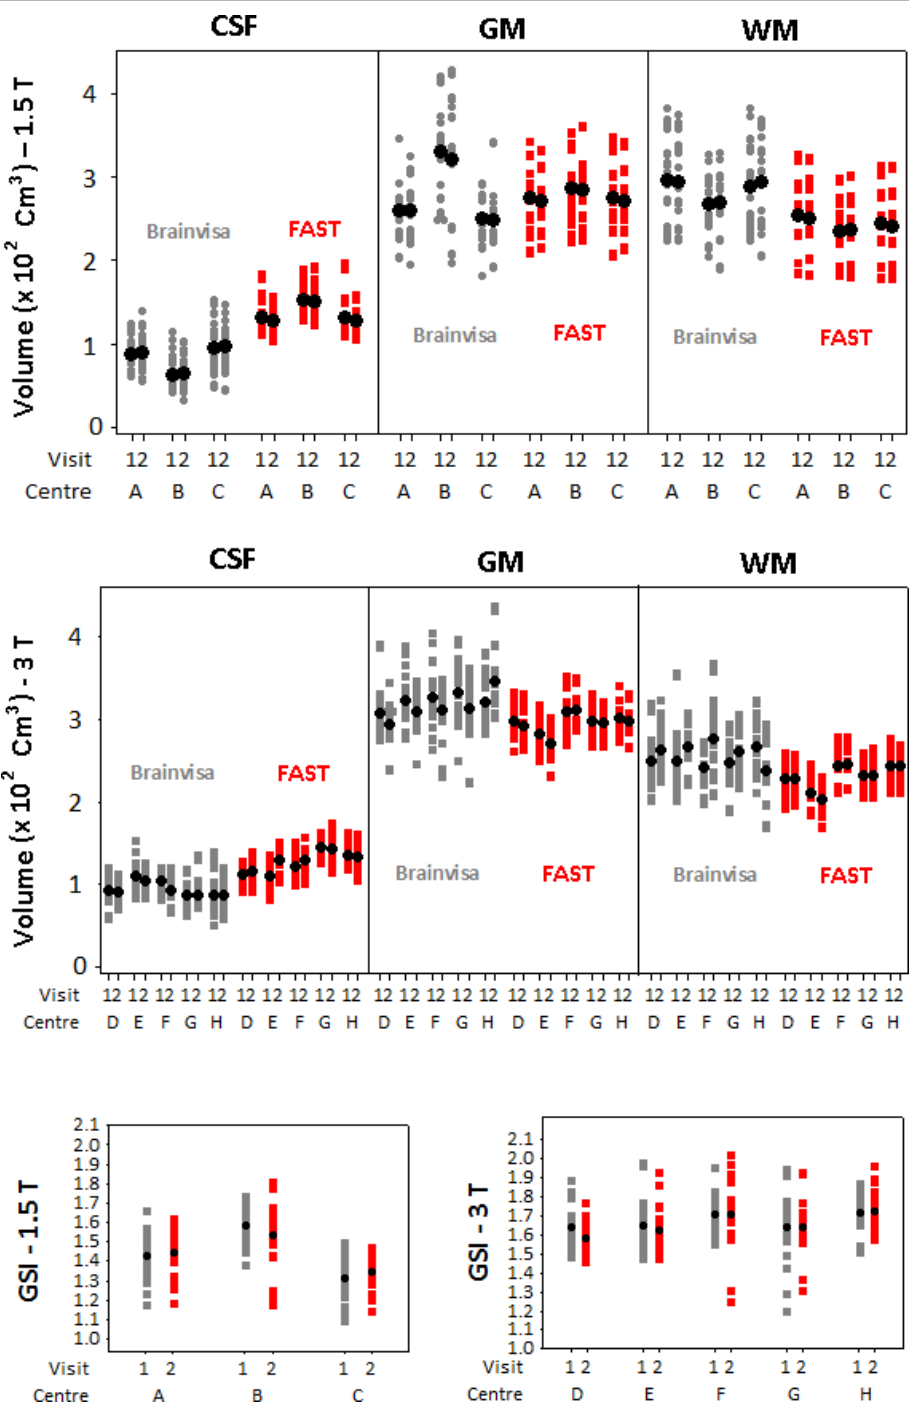 CSF GM WM
Volume (x 10² Cm³) – 1.5 T
4
3
2
1
0
Brainvisa FAST
Brainvisa FAST
Brainvisa FAST
Visit 12 12 12 12 12 12 12 12 12 12 12 12 12 12 12 12 12 12
Centre A B C A B C A B C A B C A B C A B C
CSF GM WM
Volume (x 10² Cm³) - 3 T
4
3
2
1
0
Brainvisa FAST
Brainvisa FAST
Brainvisa FAST
Visit 12 12 12 12 12 12 12 12 12 12 12 12 12 12 12 12 12 12 12 12 12 12 12 12 12 12 12 12 12 12
Centre D E F G H D E F G H D E F G H D E F G H D E F G H D E F G H
GSI - 1.5 T
2.1
2.0
1.9
1.8
1.7
1.6
1.5
1.4
1.3
1.2
1.1
1.0
Visit 1 2 1 2 1 2
Centre A B C
GSI - 3 T
2.1
2.0
1.9
1.8
1.7
1.6
1.5
1.4
1.3
1.2
1.1
1.0
Visit 1 2 1 2 1 2 1 2 1 2
Centre D E F G H